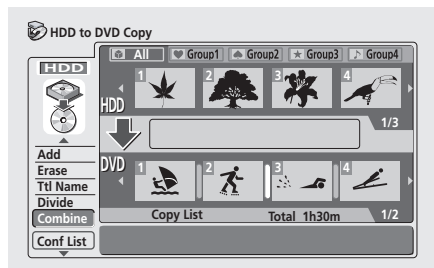 HDD to DVD Copy
All Group1 Group2 Group3 Group4
HDD
1 2 3 4
HDD
1/3
Add
Erase
Ttl Name
Divide
Combine
Conf List
DVD
1 2 3 4
Copy List Total 1h30m 1/2